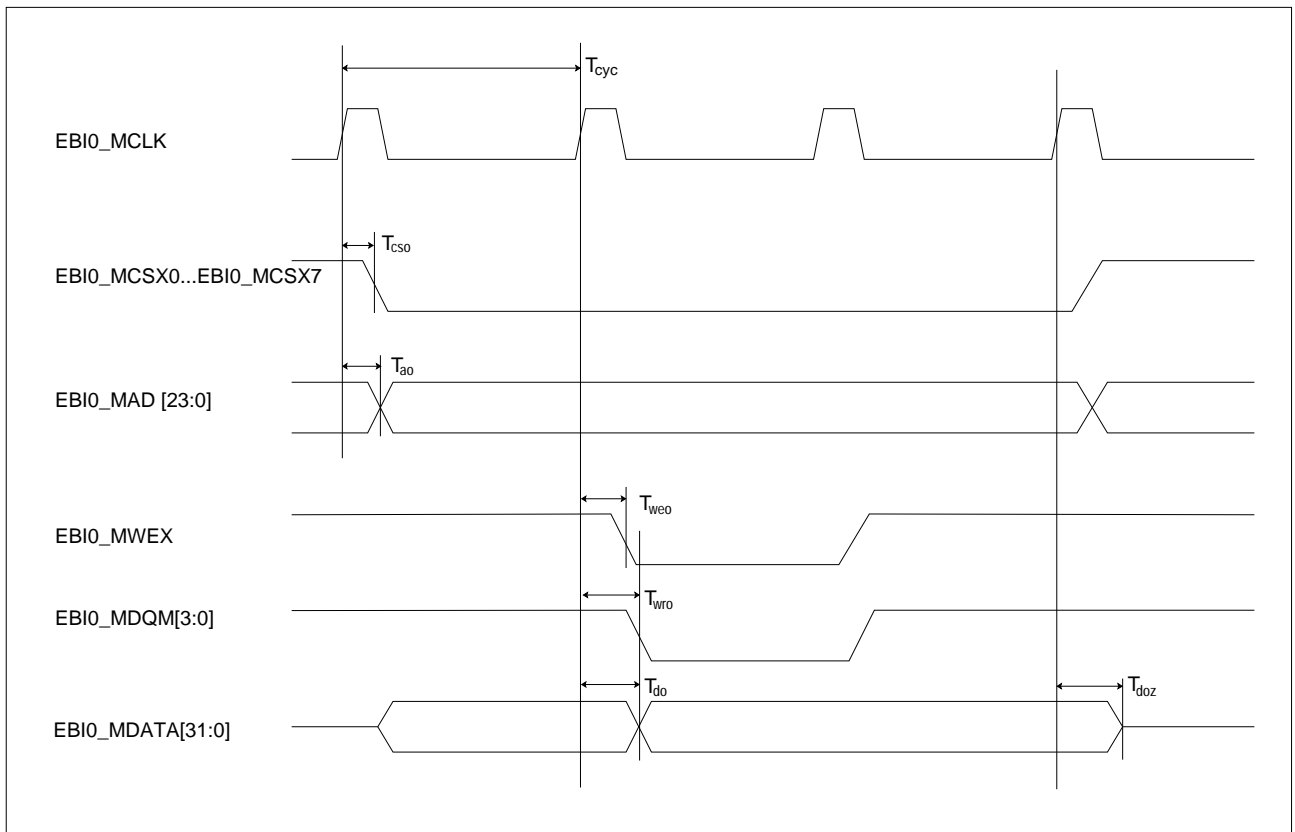 Tcyc
EBI0_MCLK
Tcso
EBI0_MCSX0...EBI0_MCSX7
Tao
EBI0_MAD [23:0]
Tweo
EBI0_MWEX
Twro
EBI0_MDQM[3:0]
Tdo
Tdoz
EBI0_MDATA[31:0]